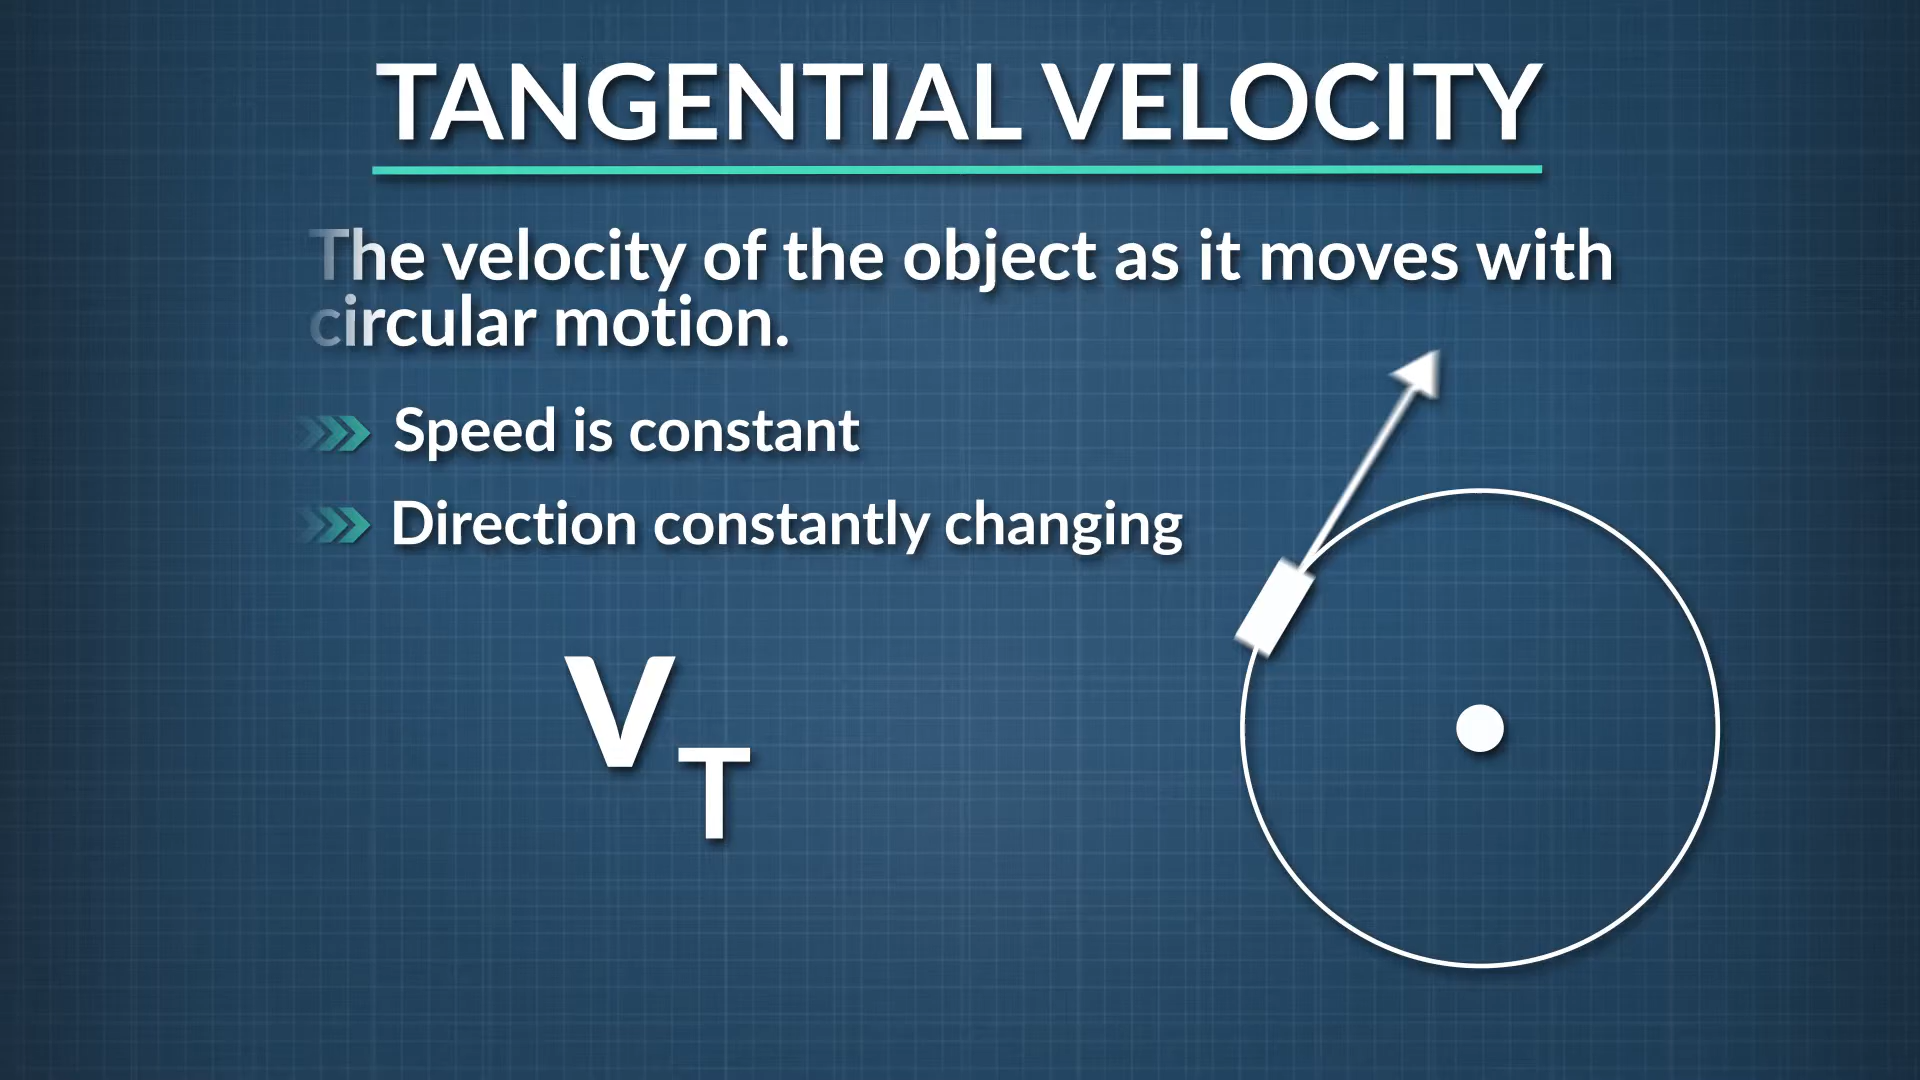 TANGENTIAL VELOCITY
The velocity of the object as it moves with
circular motion.
Speed is constant
Direction constantly changing
VT